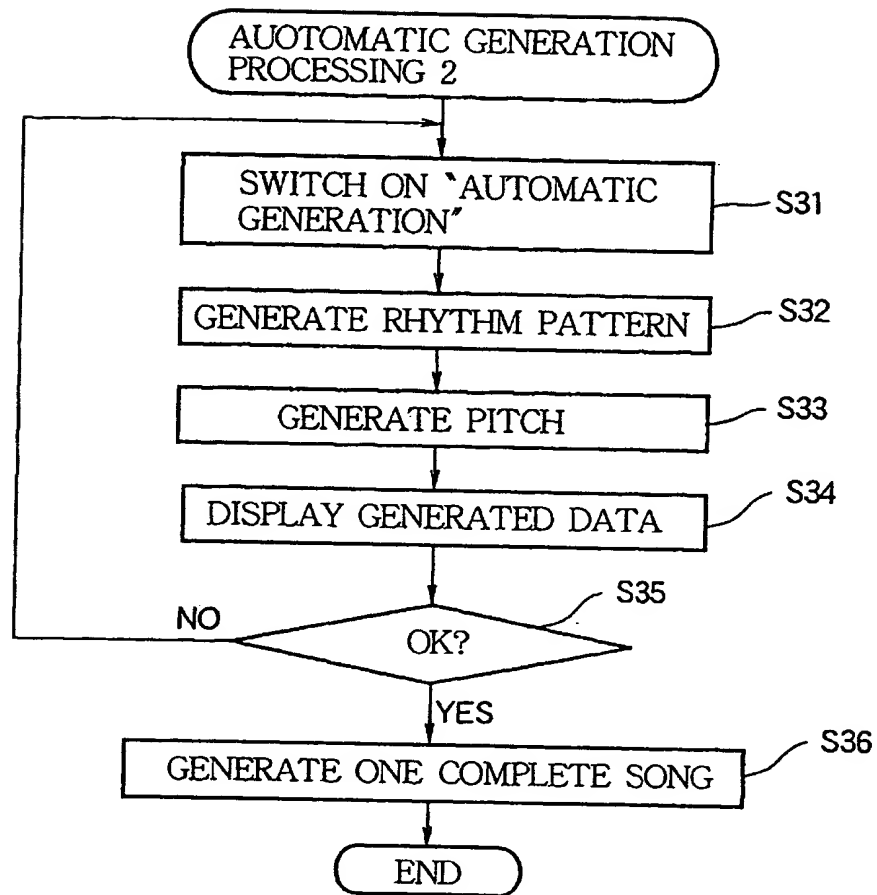 AUOTOMATIC GENERATION
PROCESSING 2
SWITCH ON ‵AUTOMATIC
GENERATION″
S31
GENERATE RHYTHM PATTERN
S32
GENERATE PITCH
S33
DISPLAY GENERATED DATA
S34
S35
NO
OK?
YES
S36
GENERATE ONE COMPLETE SONG
END